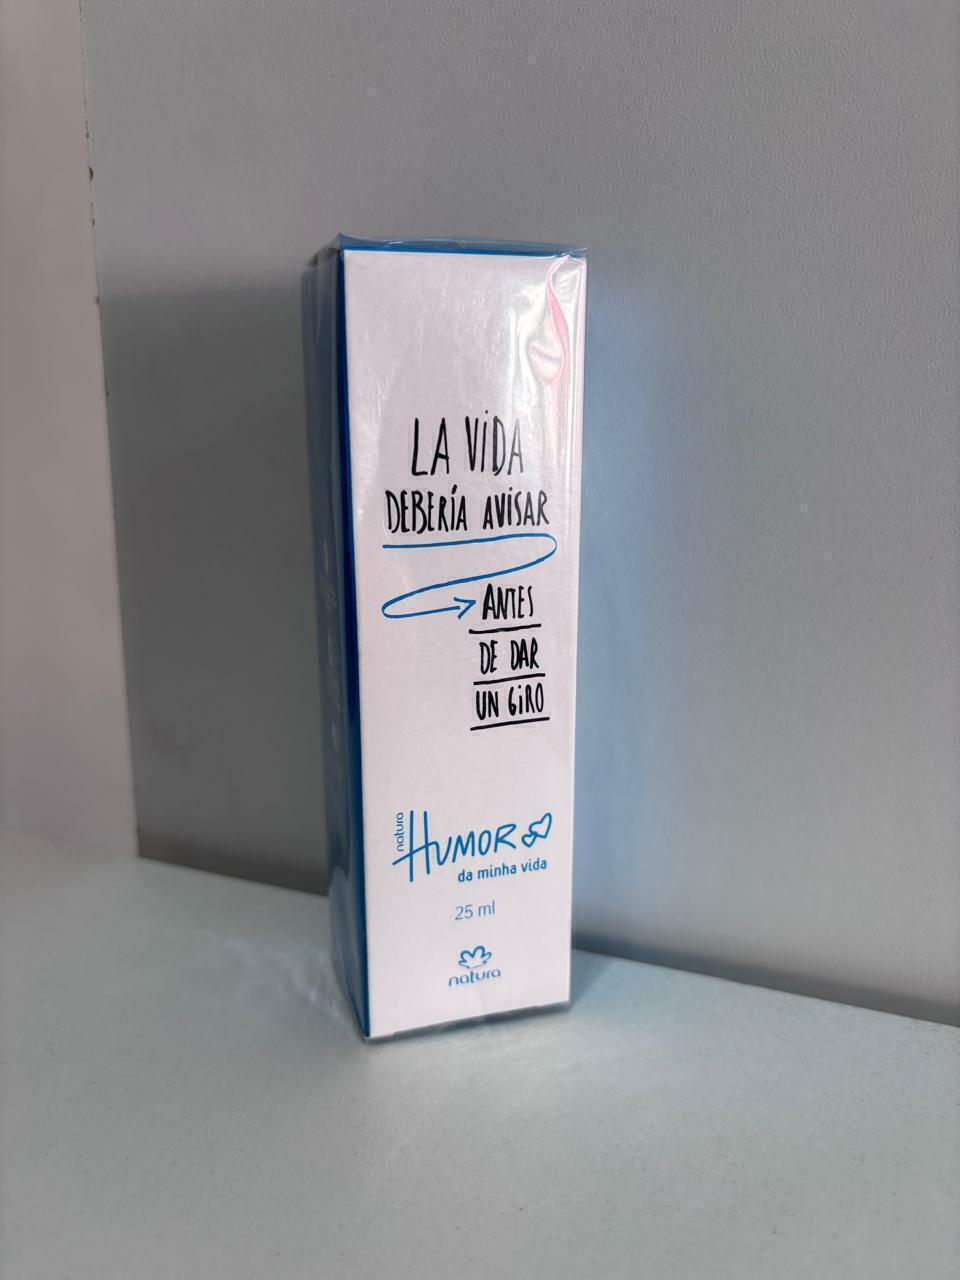 LA ViDA
DEBERÍA AViSAR
ANTES
DE DAR
UN GiRO
natura
HUMOR
da minha vida
25 ml
natura